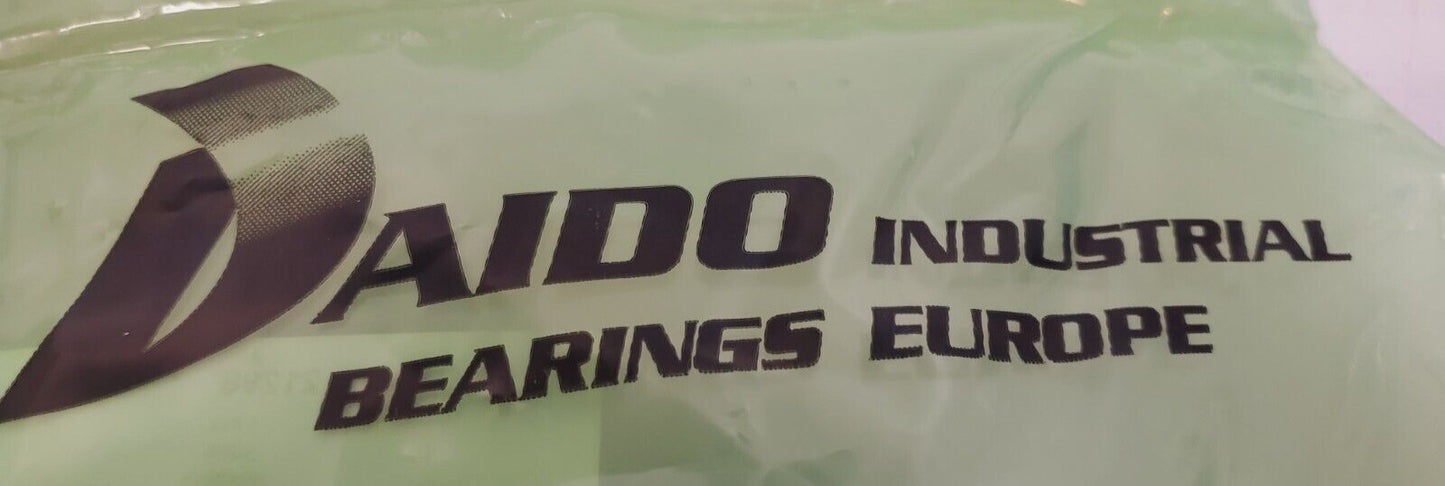 DAIDO INDUSTRIAL
BEARINGS EUROPE